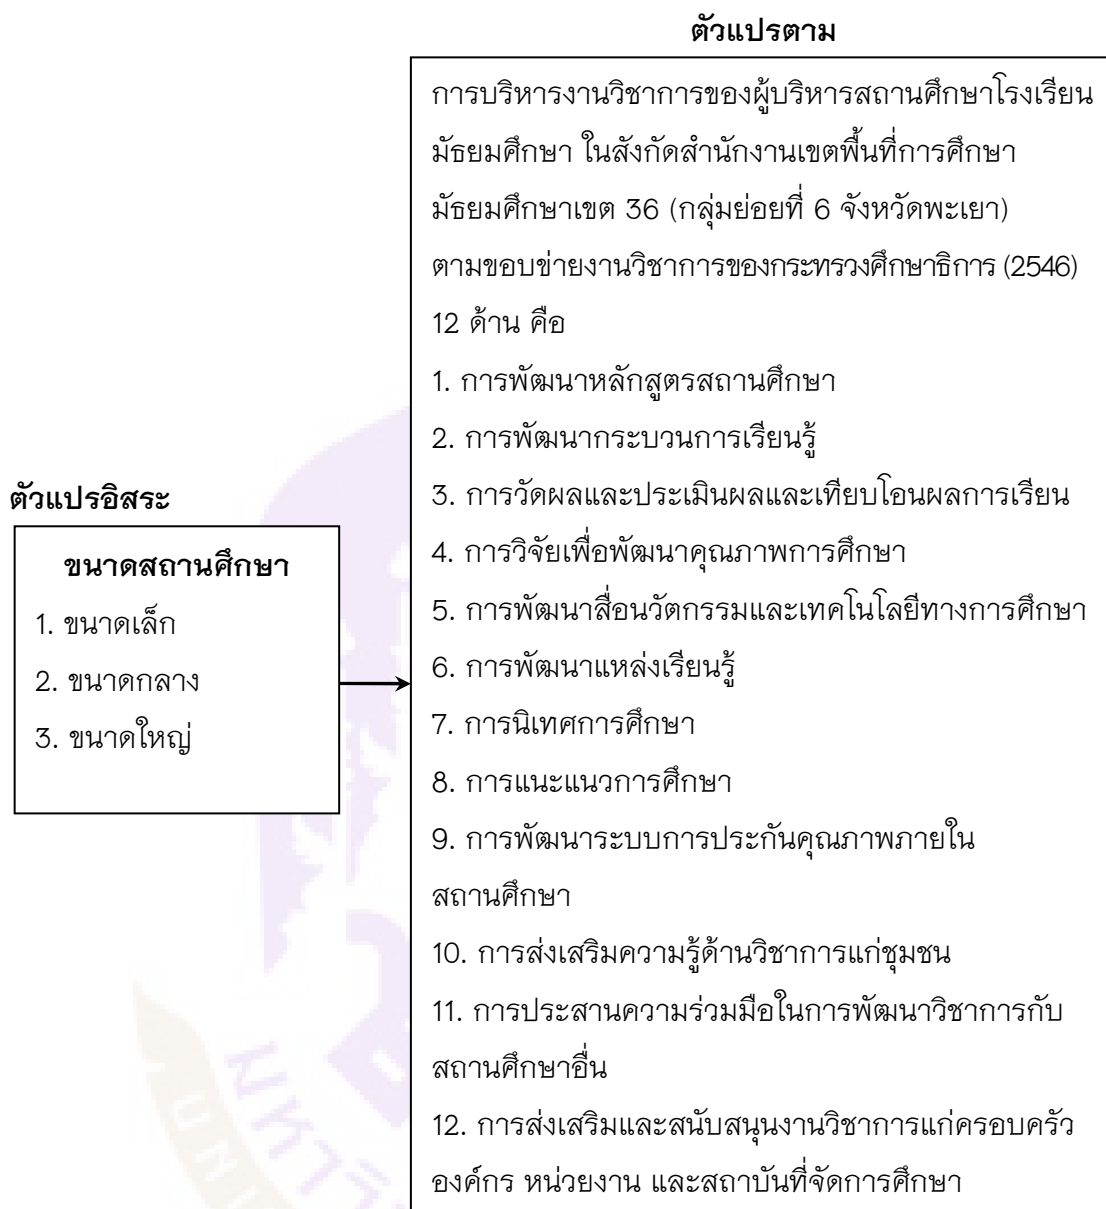 ตัวแปรตาม
การบริหารงานวิชาการของผู้บริหารสถานศึกษาโรงเรียน
มัธยมศึกษา ในสังกัดสำนักงานเขตพื้นที่การศึกษา
มัธยมศึกษาเขต 36 (กลุ่มย่อยที่ 6 จังหวัดพะเยา)
ตามขอบข่ายงานวิชาการของกระทรวงศึกษาธิการ (2546)
12 ด้าน คือ
1. การพัฒนาหลักสูตรสถานศึกษา
2. การพัฒนากระบวนการเรียนรู้
3. การวัดผลและประเมินผลและเทียบโอนผลการเรียน
4. การวิจัยเพื่อพัฒนาคุณภาพการศึกษา
5. การพัฒนาสื่อนวัตกรรมและเทคโนโลยีทางการศึกษา
6. การพัฒนาแหล่งเรียนรู้
7. การนิเทศการศึกษา
8. การแนะแนวการศึกษา
9. การพัฒนาระบบการประกันคุณภาพภายใน
สถานศึกษา
10. การส่งเสริมความรู้ด้านวิชาการแก่ชุมชน
11. การประสานความร่วมมือในการพัฒนาวิชาการกับ
สถานศึกษาอื่น
12. การส่งเสริมและสนับสนุนงานวิชาการแก่ครอบครัว
องค์กร หน่วยงาน และสถาบันที่จัดการศึกษา
ตัวแปรอิสระ
ขนาดสถานศึกษา
1. ขนาดเล็ก
2. ขนาดกลาง
3. ขนาดใหญ่